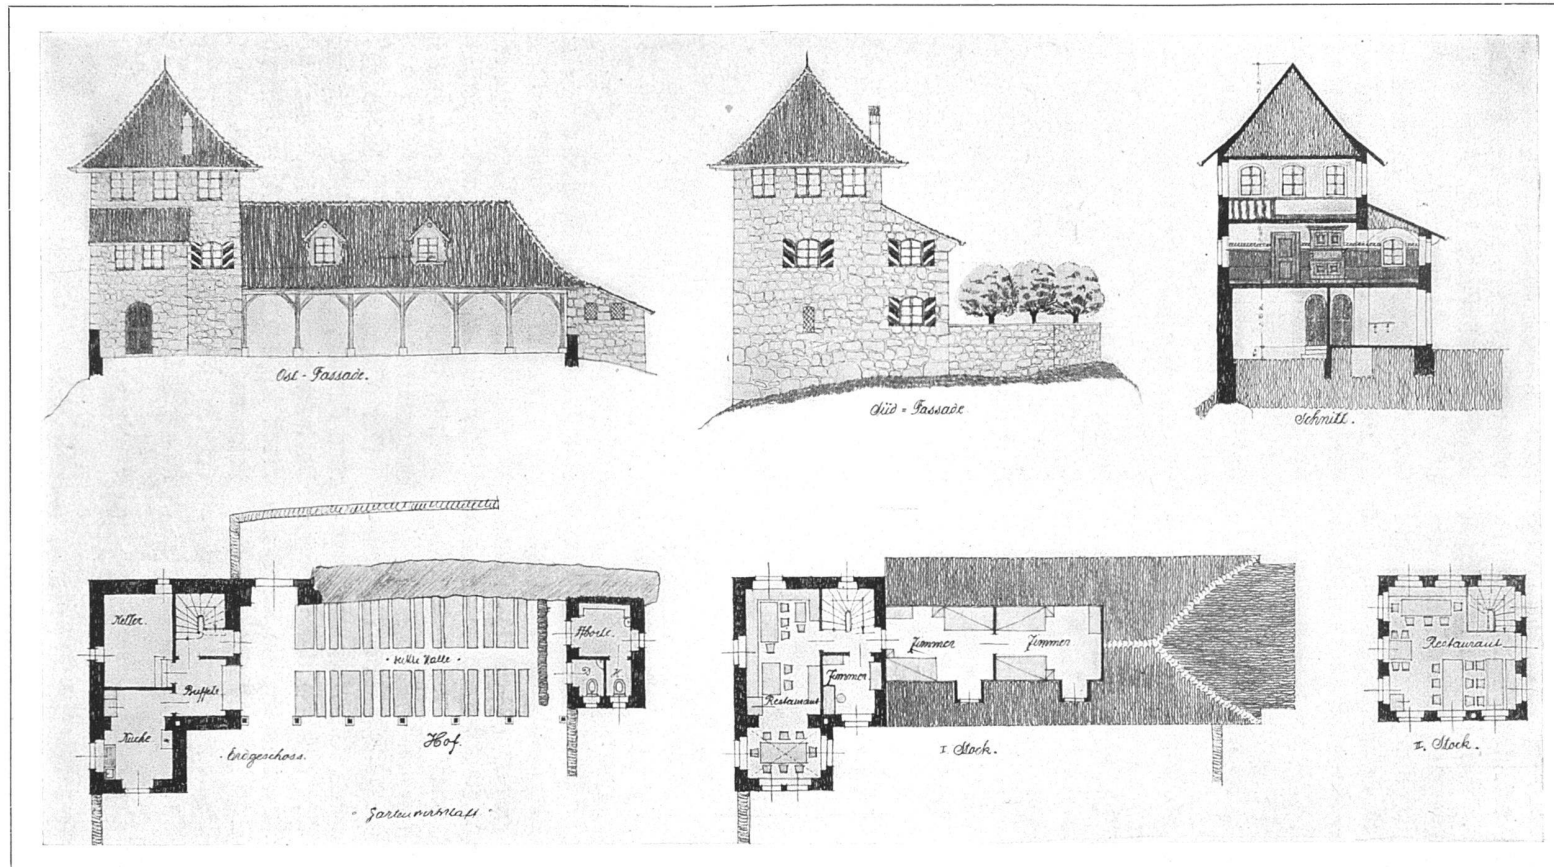 Ost - Fassade.
Süd = Fassade
Schnitt.
Keller.
Aborte.
Halle -
Buffet.
Küche
Hof.
· Erdgeschoss.
· Gartenwirtschaft ·
Zimmer
Zimmer
Zimmer
Restaurant
I. Stock.
Restaurant
II. Stock.